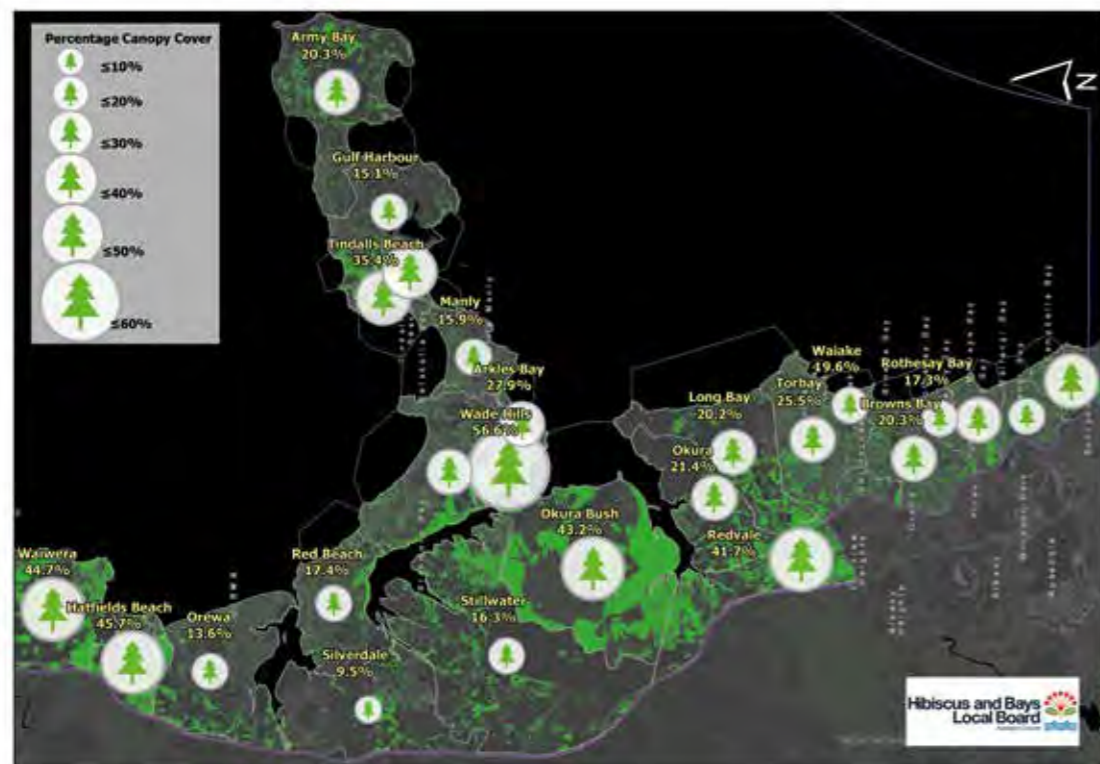 Percentage Canopy Cover
≤10%
≤20%
≤30%
≤40%
≤50%
≤60%
N
Army Bay
20.3%
Gulf Harbour
15.1%
Tindalls Beach
35.4%
Manly
15.9%
Arkles Bay
27.9%
Wade Hills
56.6%
Waiake
19.6%
Torbay
25.5%
Long Bay
20.2%
Okura
21.4%
Rothesay Bay
17.3%
Browns Bay
20.3%
Redvale
41.7%
Okura Bush
43.2%
Stillwater
16.3%
Red Beach
17.4%
Silverdale
9.5%
Orewa
13.6%
Hatfields Beach
45.7%
Waiwera
44.7%
Hibiscus and Bays
Local Board